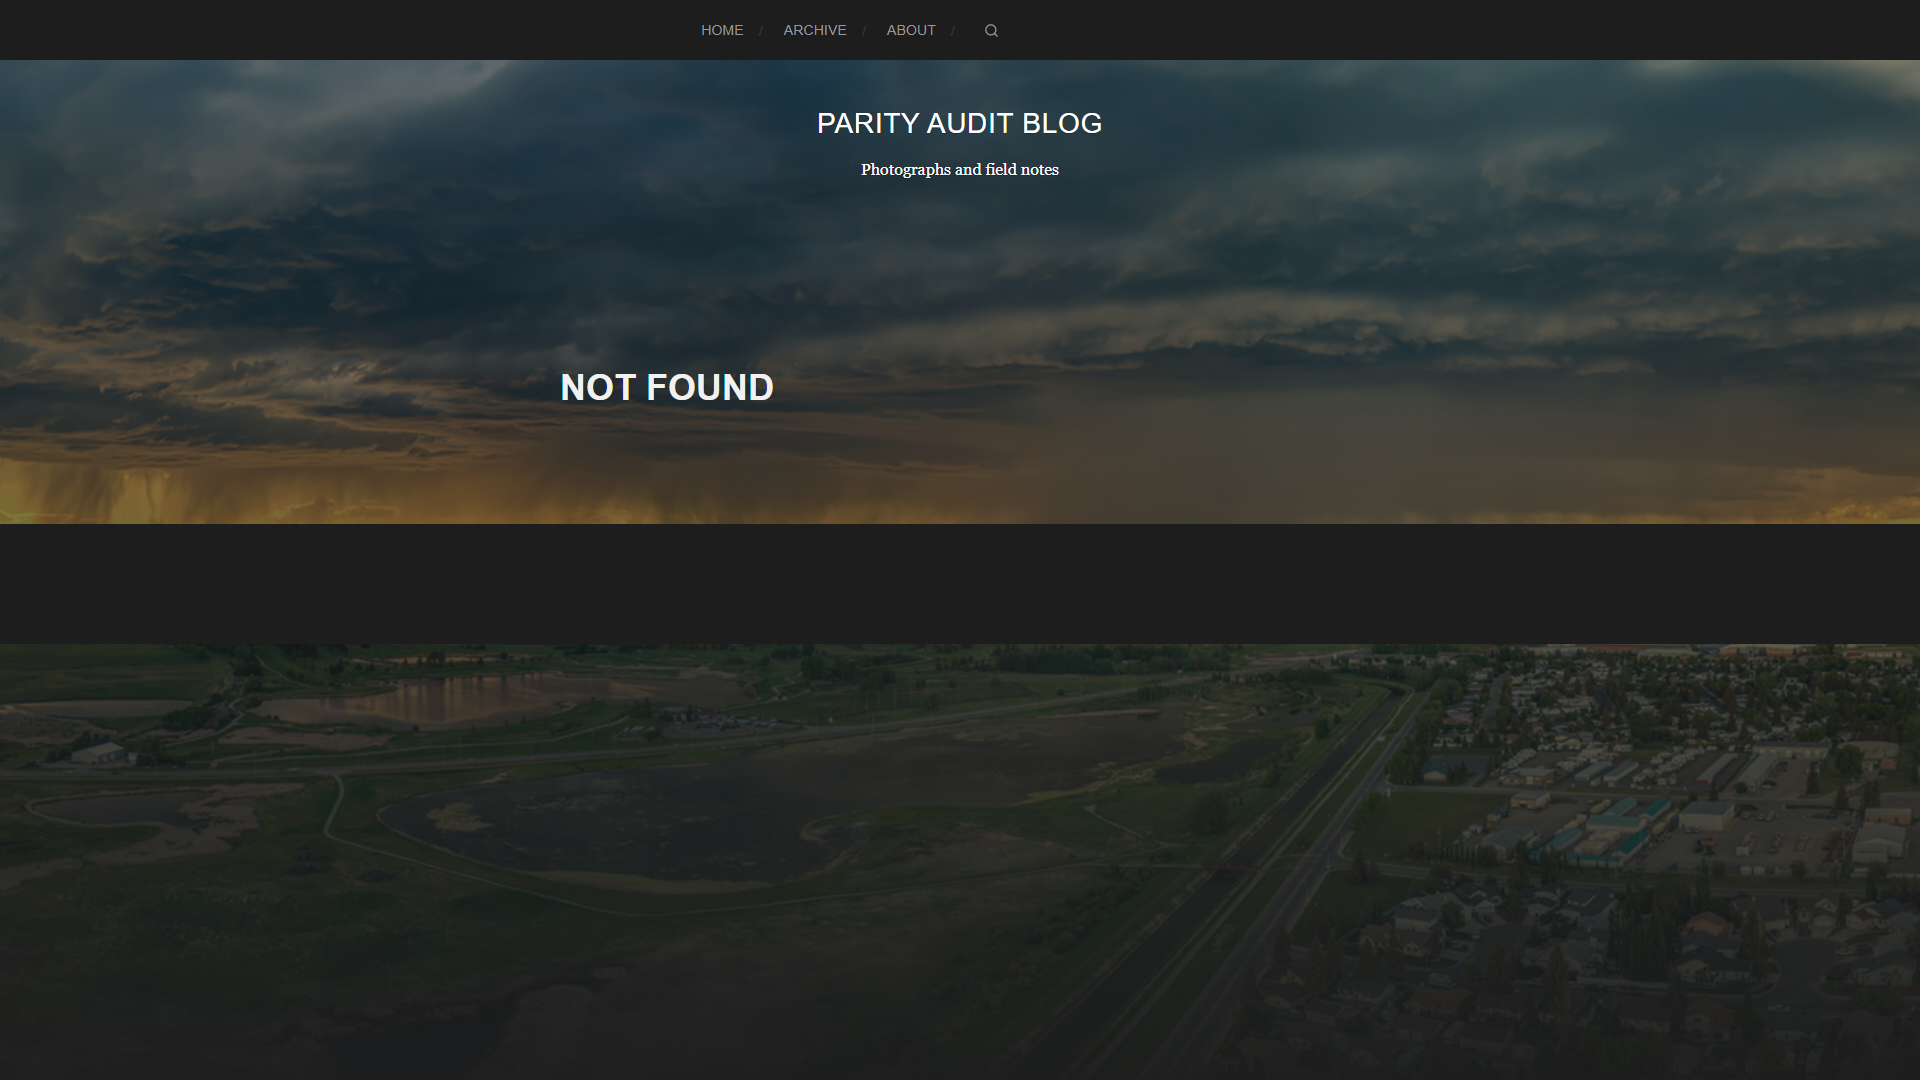 HOME / ARCHIVE / ABOUT /
PARITY AUDIT BLOG
Photographs and field notes
NOT FOUND